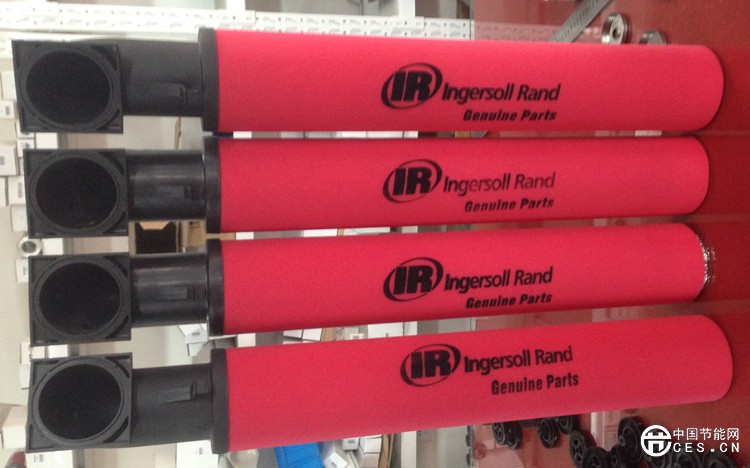 IR Ingersoll Rand
Genuine Parts
IR Ingersoll Rand
Genuine Parts
IR Ingersoll Rand
Genuine Parts
IR Ingersoll Rand
Genuine Parts
中国节能网
CES.CN